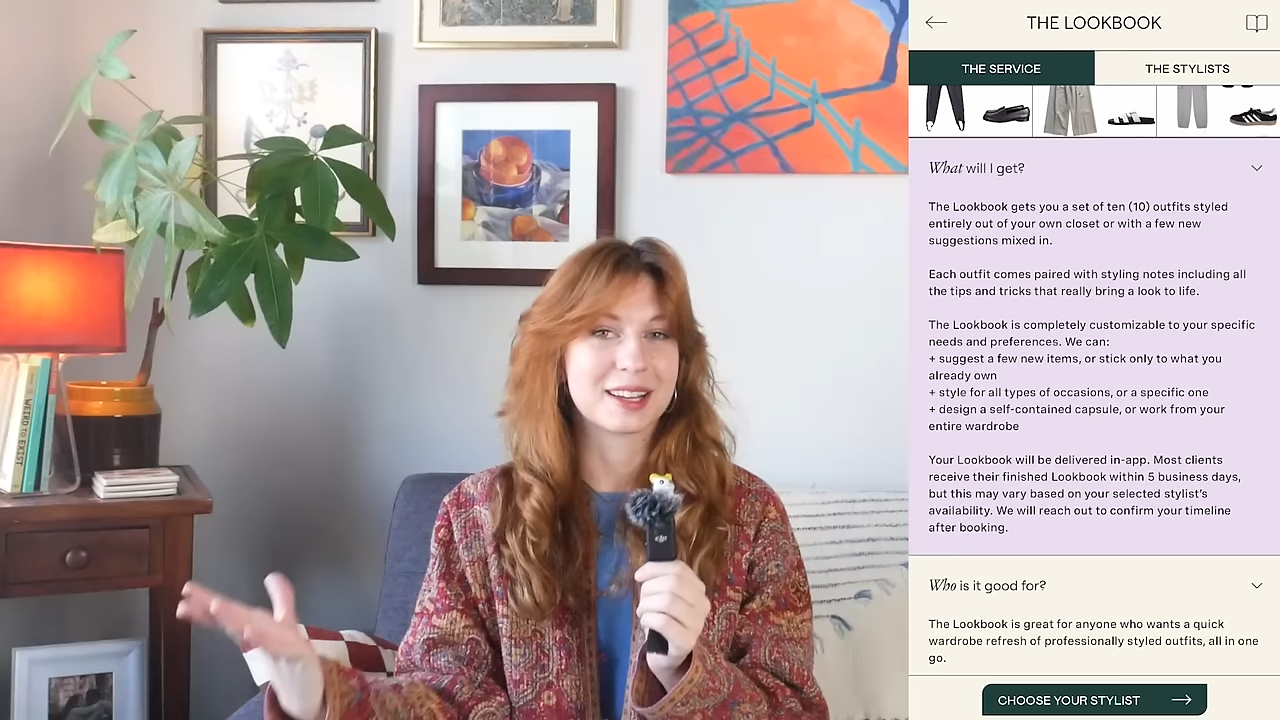 WEIRD TO EXIST
dji
THE LOOKBOOK
THE SERVICE
THE STYLISTS
What will I get?
The Lookbook gets you a set of ten (10) outfits styled
entirely out of your own closet or with a few new
suggestions mixed in.
Each outfit comes paired with styling notes including all
the tips and tricks that really bring a look to life.
The Lookbook is completely customizable to your specific
needs and preferences. We can:
+ suggest a few new items, or stick only to what you
already own
+ style for all types of occasions, or a specific one
+ design a self-contained capsule, or work from your
entire wardrobe
Your Lookbook will be delivered in-app. Most clients
receive their finished Lookbook within 5 business days,
but this may vary based on your selected stylist's
availability. We will reach out to confirm your timeline
after booking.
Who is it good for?
The Lookbook is great for anyone who wants a quick
wardrobe refresh of professionally styled outfits, all in one
go.
CHOOSE YOUR STYLIST